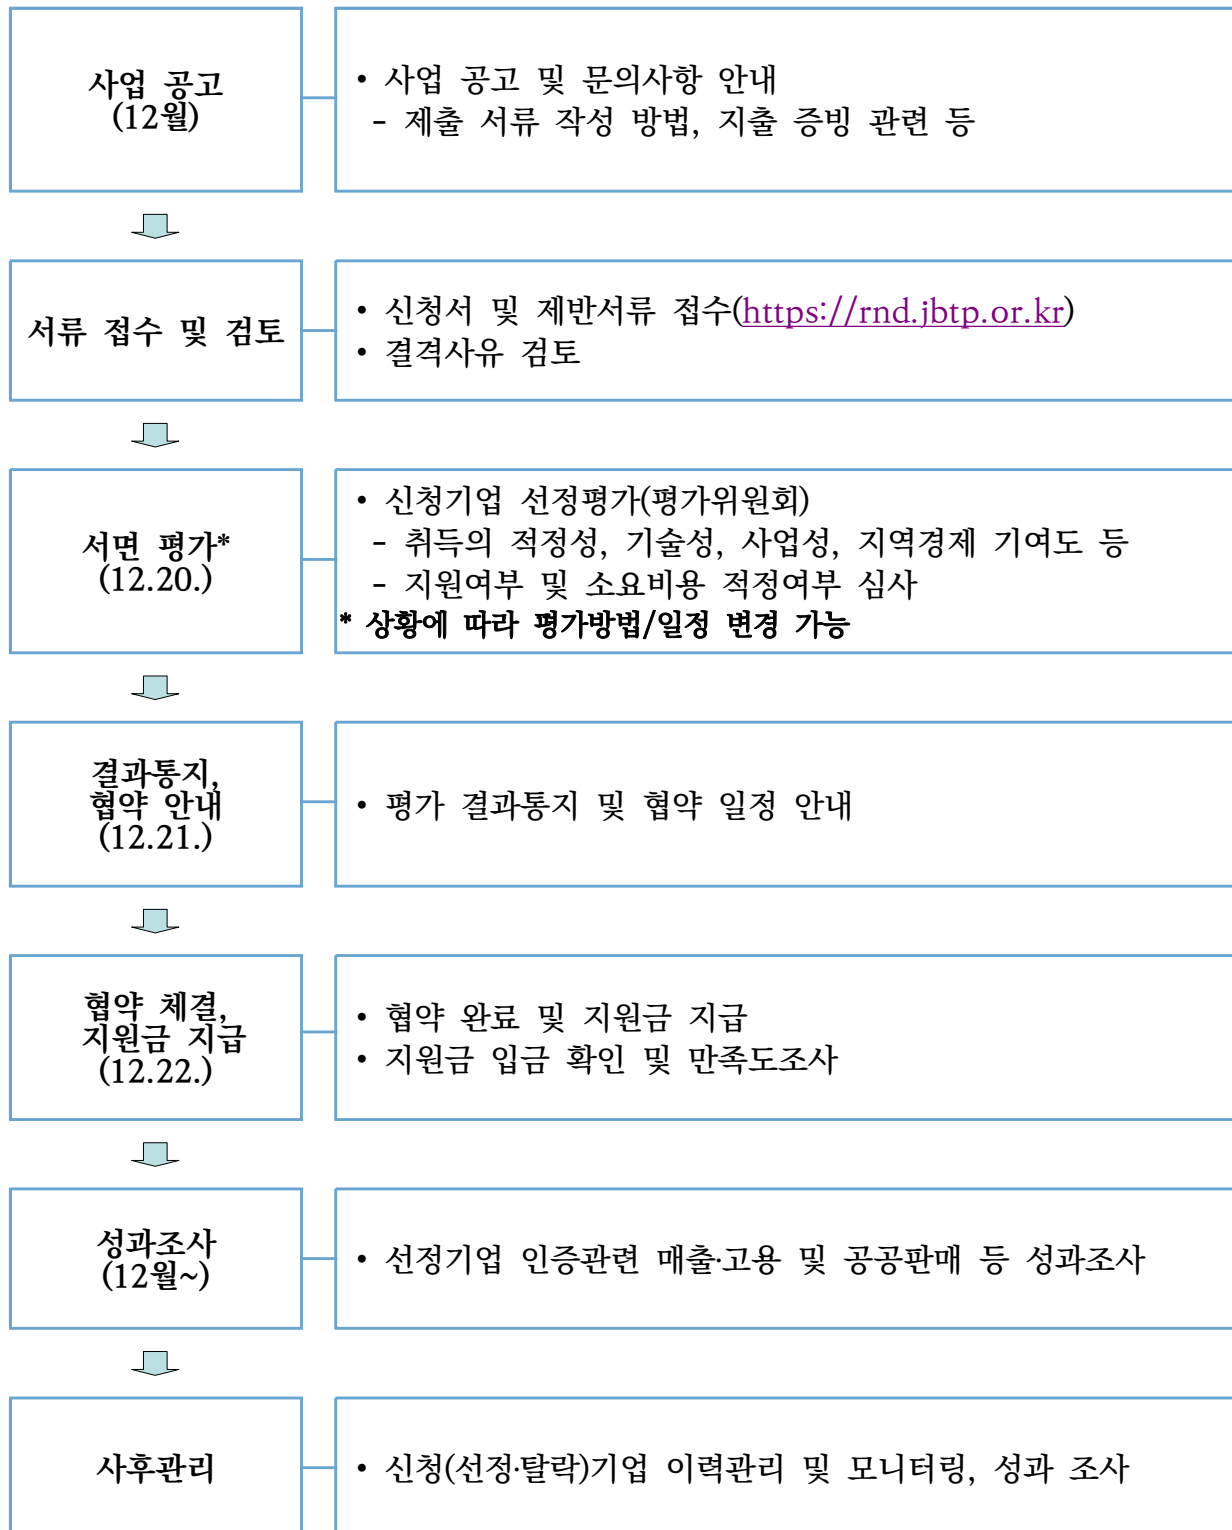 사업 공고
(12월)
• 사업 공고 및 문의사항 안내
- 제출 서류 작성 방법, 지출 증빙 관련 등
서류 접수 및 검토
• 신청서 및 제반서류 접수(https://rnd.jbtp.or.kr)
• 결격사유 검토
서면 평가*
(12.20.)
• 신청기업 선정평가(평가위원회)
- 취득의 적정성, 기술성, 사업성, 지역경제 기여도 등
- 지원여부 및 소요비용 적정여부 심사
* 상황에 따라 평가방법/일정 변경 가능
결과통지,
협약 안내
(12.21.)
• 평가 결과통지 및 협약 일정 안내
협약 체결,
지원금 지급
(12.22.)
• 협약 완료 및 지원금 지급
• 지원금 입금 확인 및 만족도조사
성과조사
(12월~)
• 선정기업 인증관련 매출·고용 및 공공판매 등 성과조사
사후관리
• 신청(선정·탈락)기업 이력관리 및 모니터링, 성과 조사